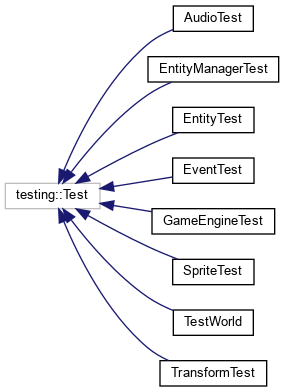 AudioTest
EntityManagerTest
EntityTest
EventTest
testing::Test
GameEngineTest
SpriteTest
TestWorld
TransformTest